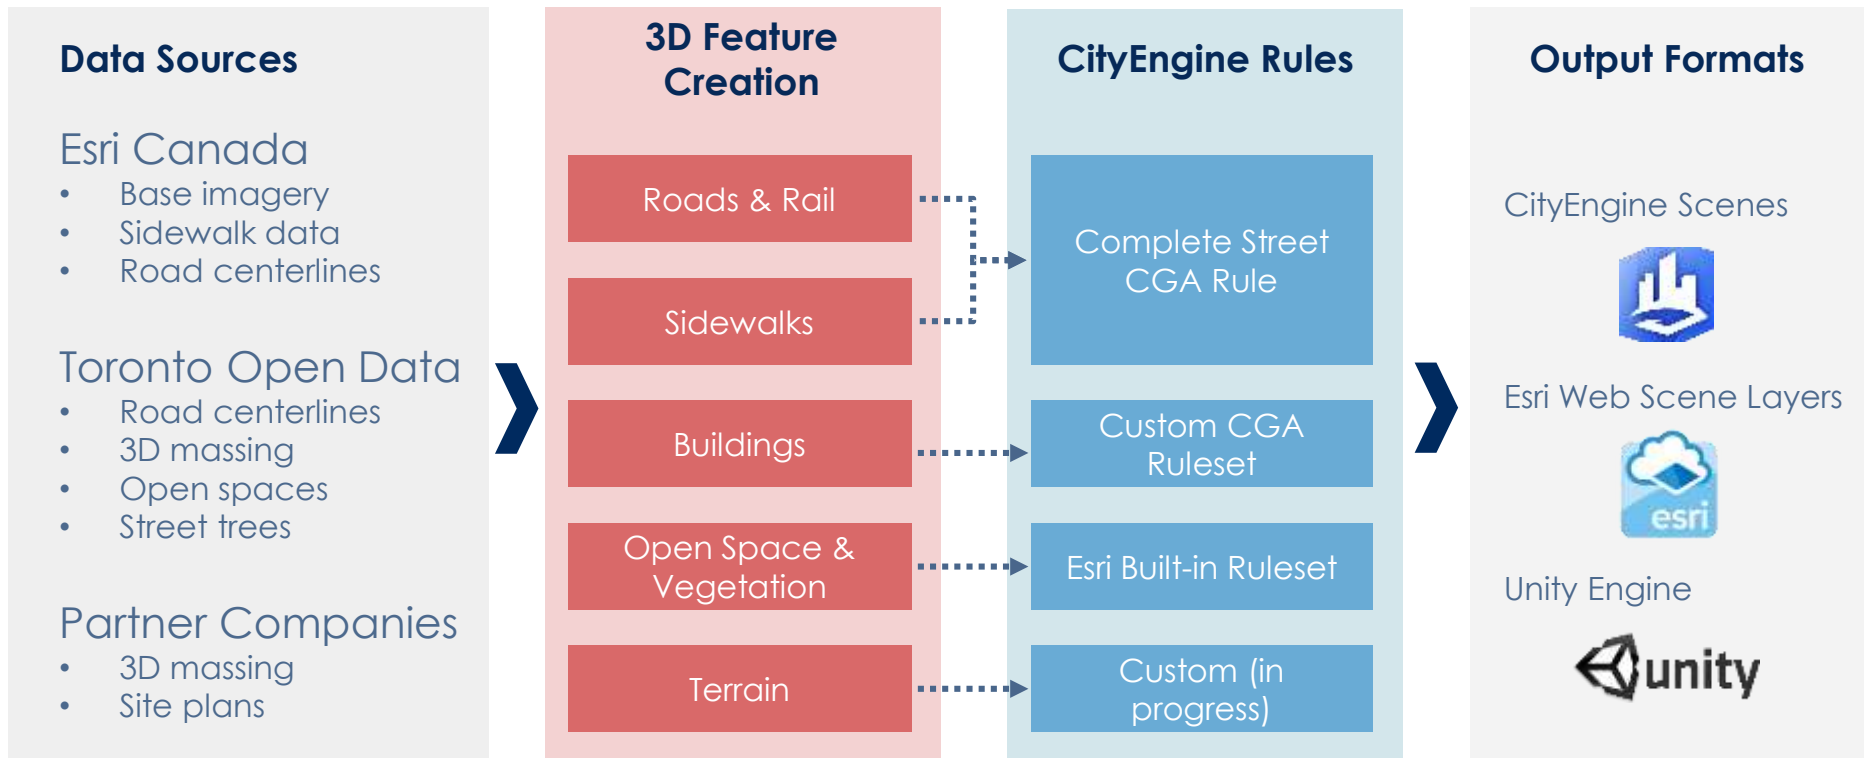 Data Sources
Esri Canada
• Base imagery
• Sidewalk data
• Road centerlines
Toronto Open Data
• Road centerlines
• 3D massing
• Open spaces
• Street trees
Partner Companies
• 3D massing
• Site plans
3D Feature
Creation
Roads & Rail
Sidewalks
Buildings
Open Space &
Vegetation
Terrain
CityEngine Rules
Complete Street
CGA Rule
Custom CGA
Ruleset
Esri Built-in Ruleset
Custom (in
progress)
Output Formats
CityEngine Scenes
Esri Web Scene Layers
esri
Unity Engine
unity